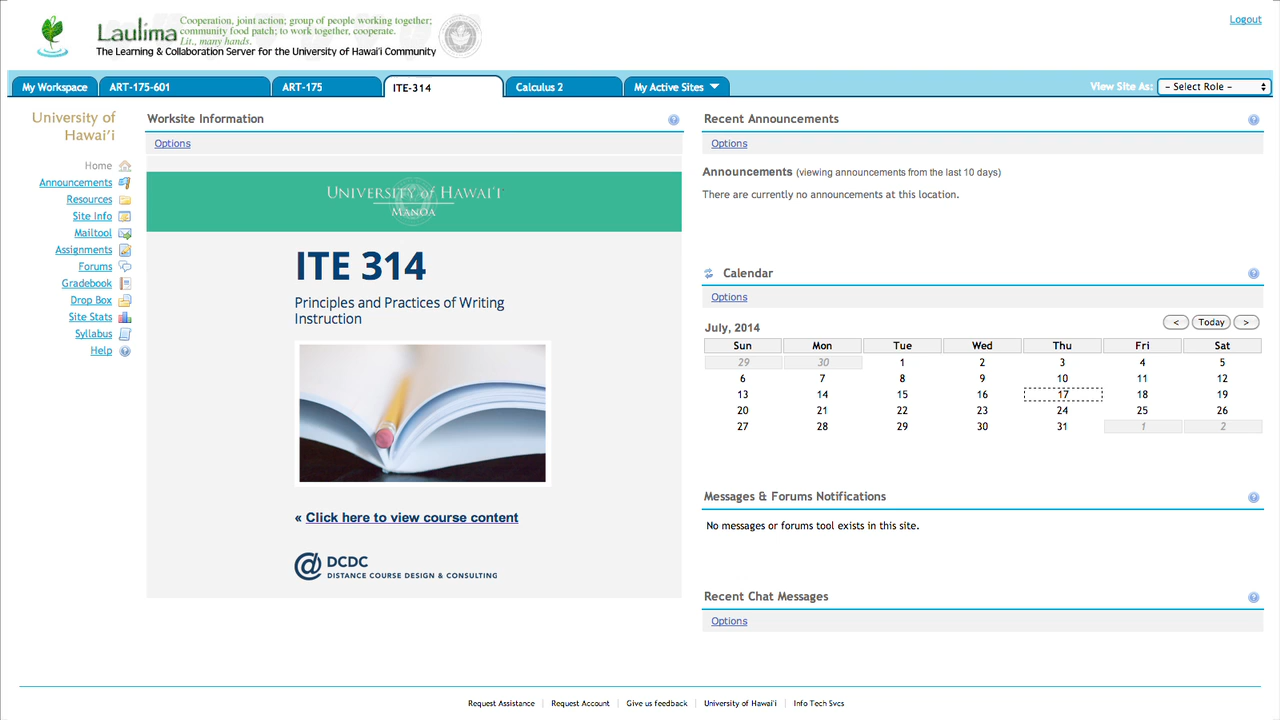 Laulima
Cooperation, joint action; group of people working together;
community food patch; to work together, cooperate.
Lit., many hands.
The Learning & Collaboration Server for the University of Hawai'i Community
Logout
My Workspace ART-175-601 ART-175 ITE-314 Calculus 2 My Active Sites
View Site As: – Select Role –
University of
Hawai'i
Home
Announcements
Resources
Site Info
Mailtool
Assignments
Forums
Gradebook
Drop Box
Site Stats
Syllabus
Help
Worksite Information
Options
UNIVERSITY of HAWAI'I
MĀNOA
ITE 314
Principles and Practices of Writing
Instruction
« Click here to view course content
@ DCDC
DISTANCE COURSE DESIGN & CONSULTING
Recent Announcements
Options
Announcements (viewing announcements from the last 10 days)
There are currently no announcements at this location.
Calendar
Options
July, 2014
< Today >
Sun Mon Tue Wed Thu Fri Sat
29 30 1 2 3 4 5
6 7 8 9 10 11 12
13 14 15 16 17 18 19
20 21 22 23 24 25 26
27 28 29 30 31 1 2
Messages & Forums Notifications
No messages or forums tool exists in this site.
Recent Chat Messages
Options
Request Assistance | Request Account | Give us feedback | University of Hawai'i | Info Tech Svcs